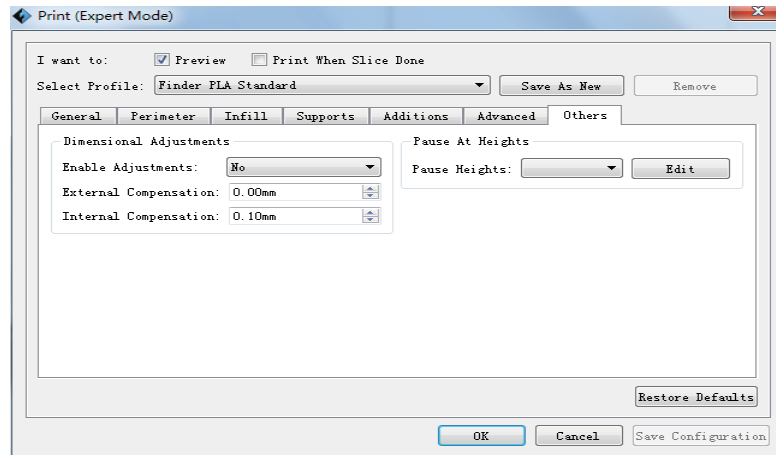 Print (Expert Mode)
I want to: Preview Print When Slice Done
Select Profile: Finder PLA Standard Save As New Remove
General Perimeter Infill Supports Additions Advanced Others
Dimensional Adjustments
Enable Adjustments: No
External Compensation: 0.00mm
Internal Compensation: 0.10mm
Pause At Heights
Pause Heights: Edit
Restore Defaults
OK Cancel Save Configuration